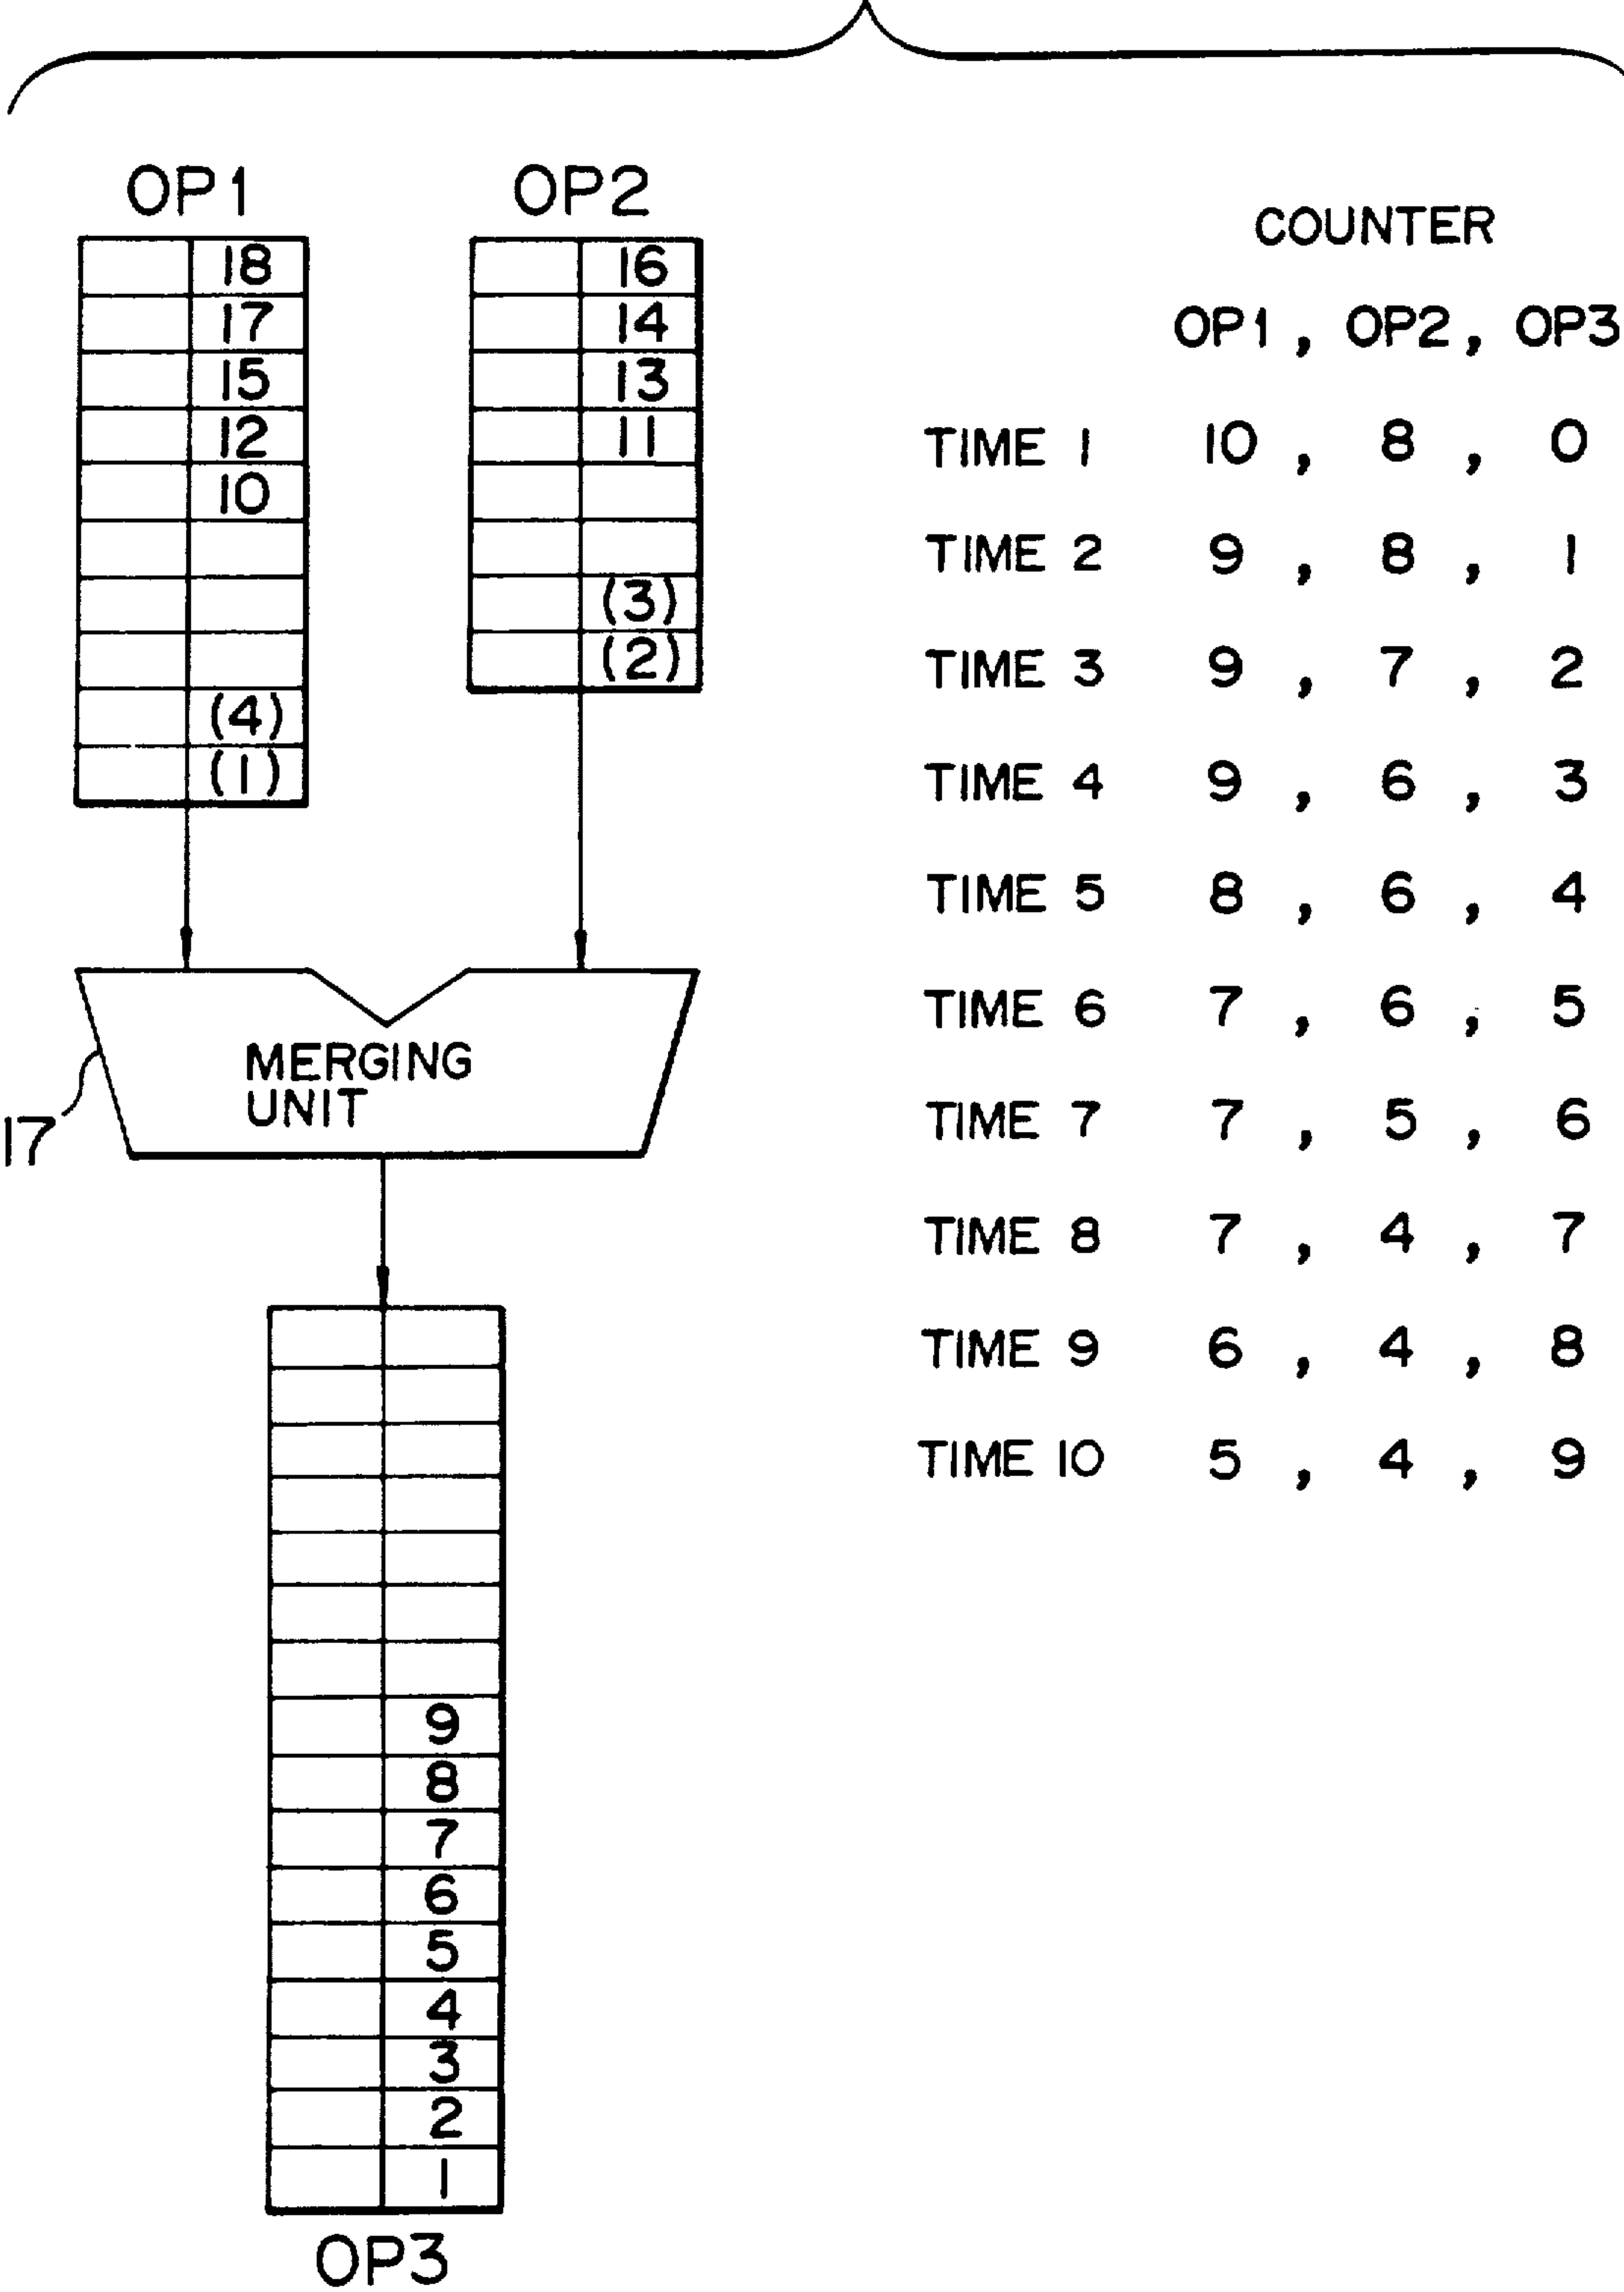 OP1
18
17
15
12
10
(4)
(1)
OP2
16
14
13
11
(3)
(2)
MERGING
UNIT
17
9
8
7
6
5
4
3
2
1
OP3
COUNTER
OP1, OP2, OP3
TIME 1 10, 8, 0
TIME 2 9, 8, 1
TIME 3 9, 7, 2
TIME 4 9, 6, 3
TIME 5 8, 6, 4
TIME 6 7, 6, 5
TIME 7 7, 5, 6
TIME 8 7, 4, 7
TIME 9 6, 4, 8
TIME 10 5, 4, 9